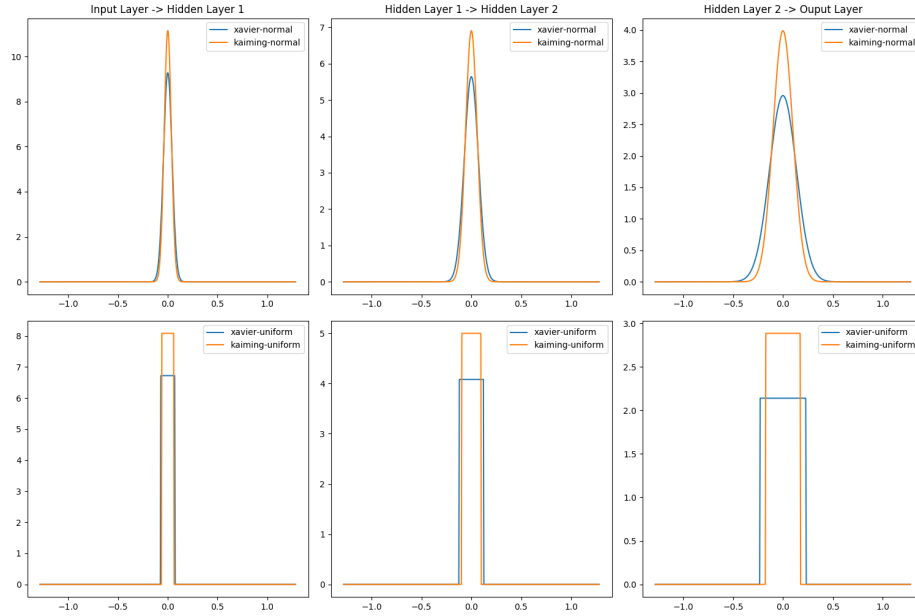 Input Layer -> Hidden Layer 1
xavier-normal
kaiming-normal
10
8
6
4
2
0
−1.0 −0.5 0.0 0.5 1.0
Hidden Layer 1 -> Hidden Layer 2
xavier-normal
kaiming-normal
7
6
5
4
3
2
1
0
−1.0 −0.5 0.0 0.5 1.0
Hidden Layer 2 -> Ouput Layer
xavier-normal
kaiming-normal
4.0
3.5
3.0
2.5
2.0
1.5
1.0
0.5
0.0
−1.0 −0.5 0.0 0.5 1.0
xavier-uniform
kaiming-uniform
8
7
6
5
4
3
2
1
0
−1.0 −0.5 0.0 0.5 1.0
xavier-uniform
kaiming-uniform
5
4
3
2
1
0
−1.0 −0.5 0.0 0.5 1.0
xavier-uniform
kaiming-uniform
3.0
2.5
2.0
1.5
1.0
0.5
0.0
−1.0 −0.5 0.0 0.5 1.0